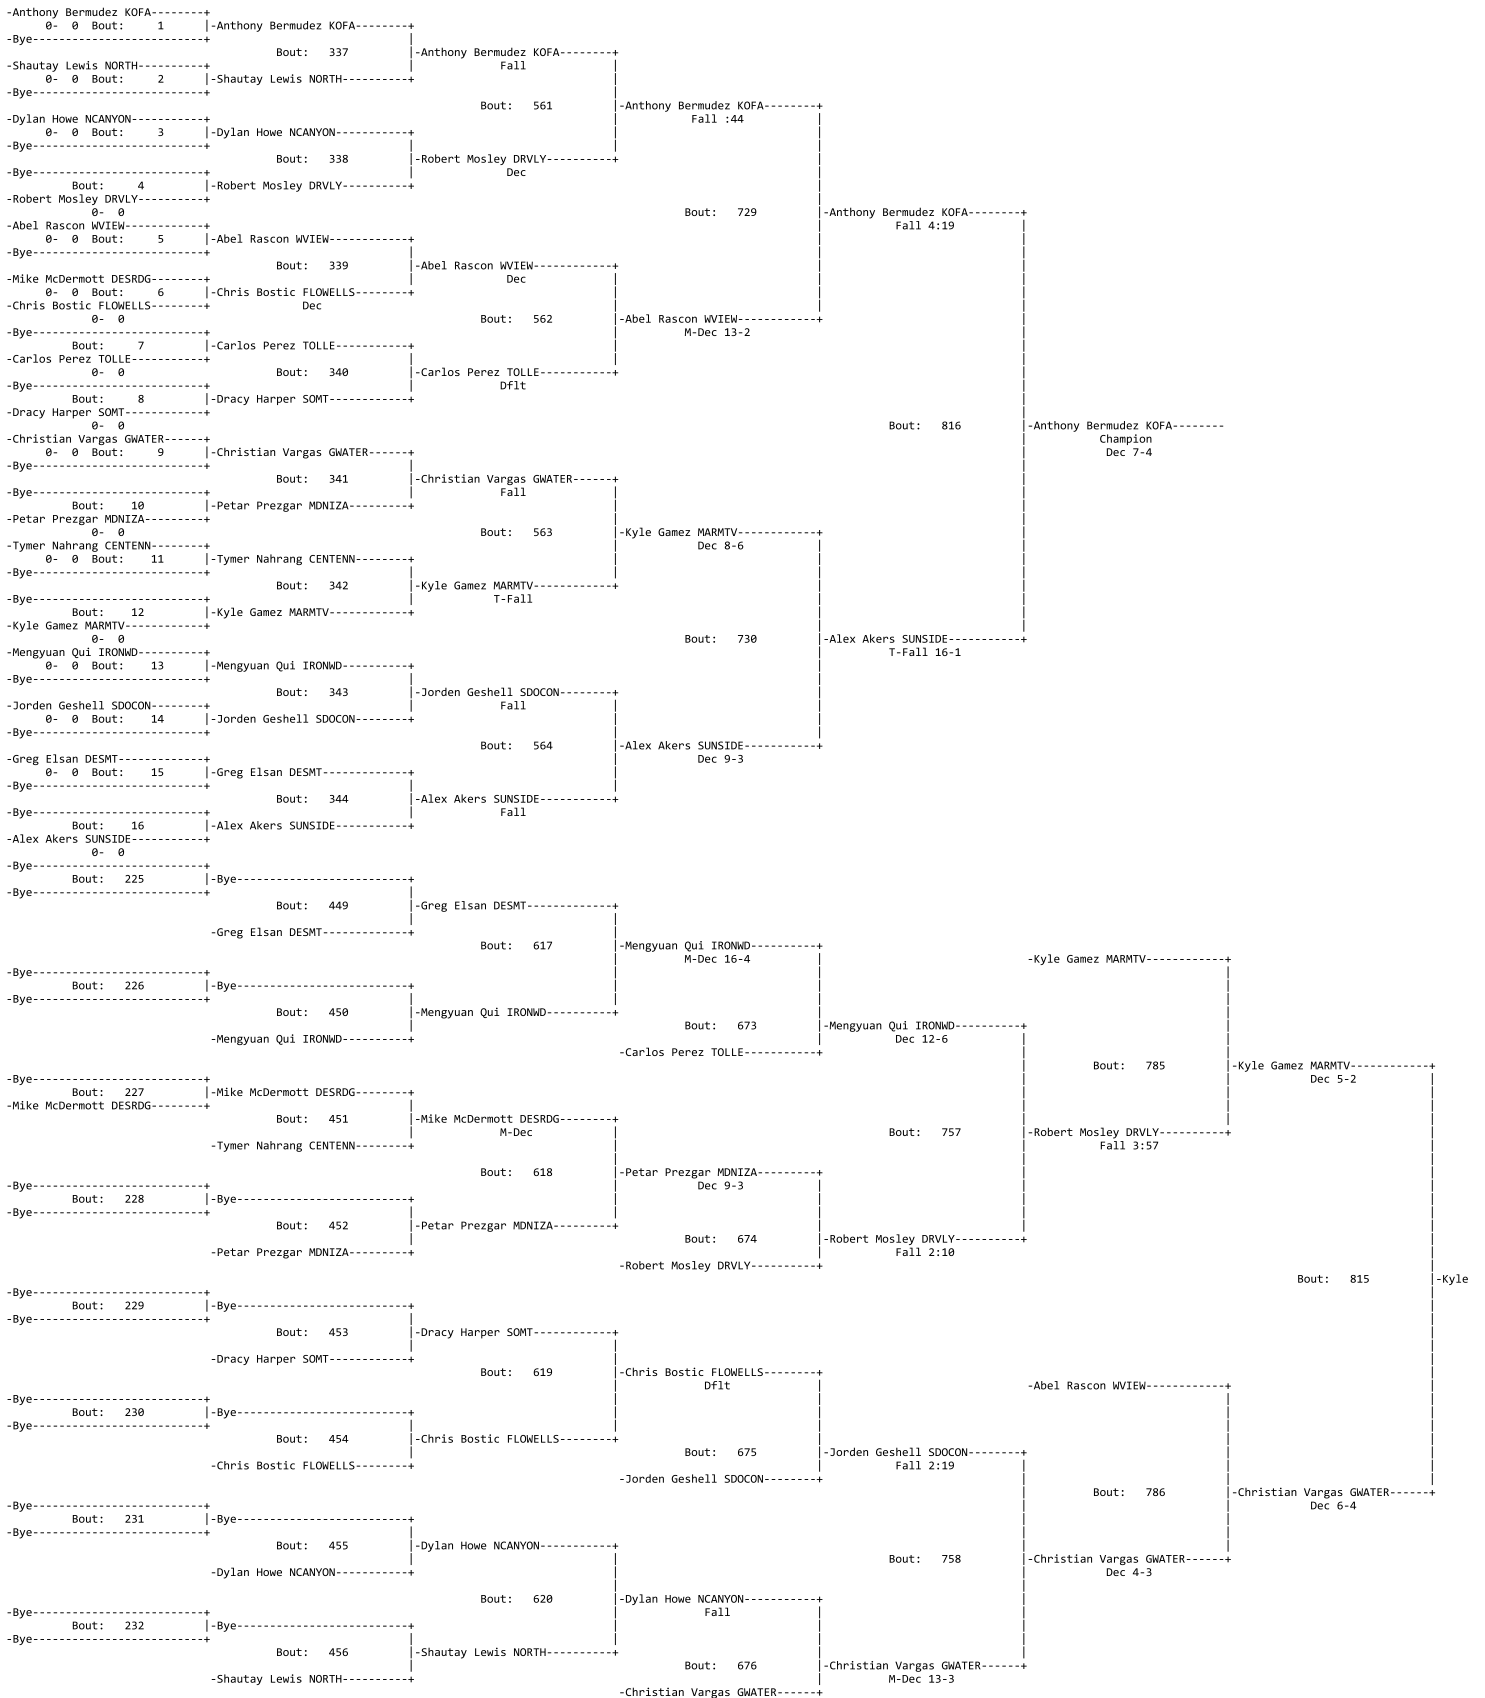 -Anthony Bermudez KOFA--------+
0- 0 Bout: 1 |-Anthony Bermudez KOFA--------+
-Bye--------------------------+ |
Bout: 337 |-Anthony Bermudez KOFA--------+
-Shautay Lewis NORTH----------+ | Fall |
0- 0 Bout: 2 |-Shautay Lewis NORTH----------+ |
-Bye--------------------------+ |
Bout: 561 |-Anthony Bermudez KOFA--------+
-Dylan Howe NCANYON-----------+ | Fall :44 |
0- 0 Bout: 3 |-Dylan Howe NCANYON-----------+ | |
-Bye--------------------------+ | | |
Bout: 338 |-Robert Mosley DRVLY----------+ |
-Bye--------------------------+ | Dec |
Bout: 4 |-Robert Mosley DRVLY----------+ |
-Robert Mosley DRVLY----------+ |
0- 0 Bout: 729 |-Anthony Bermudez KOFA--------+
-Abel Rascon WVIEW------------+ | Fall 4:19 |
0- 0 Bout: 5 |-Abel Rascon WVIEW------------+ | |
-Bye--------------------------+ | | |
Bout: 339 |-Abel Rascon WVIEW------------+ | |
-Mike McDermott DESRDG--------+ | Dec | | |
0- 0 Bout: 6 |-Chris Bostic FLOWELLS--------+ | | |
-Chris Bostic FLOWELLS--------+ Dec | | |
0- 0 Bout: 562 |-Abel Rascon WVIEW------------+ |
-Bye--------------------------+ | M-Dec 13-2 |
Bout: 7 |-Carlos Perez TOLLE-----------+ | |
-Carlos Perez TOLLE-----------+ | | |
0- 0 Bout: 340 |-Carlos Perez TOLLE-----------+ |
-Bye--------------------------+ | Dflt |
Bout: 8 |-Dracy Harper SOMT------------+ |
-Dracy Harper SOMT------------+ |
0- 0 Bout: 816 |-Anthony Bermudez KOFA--------
-Christian Vargas GWATER------+ | Champion
0- 0 Bout: 9 |-Christian Vargas GWATER------+ | Dec 7-4
-Bye--------------------------+ | |
Bout: 341 |-Christian Vargas GWATER------+ |
-Bye--------------------------+ | Fall | |
Bout: 10 |-Petar Prezgar MDNIZA---------+ | |
-Petar Prezgar MDNIZA---------+ | |
0- 0 Bout: 563 |-Kyle Gamez MARMTV------------+ |
-Tymer Nahrang CENTENN--------+ | Dec 8-6 | |
0- 0 Bout: 11 |-Tymer Nahrang CENTENN--------+ | | |
-Bye--------------------------+ | | | |
Bout: 342 |-Kyle Gamez MARMTV------------+ | |
-Bye--------------------------+ | T-Fall | |
Bout: 12 |-Kyle Gamez MARMTV------------+ | |
-Kyle Gamez MARMTV------------+ | |
0- 0 Bout: 730 |-Alex Akers SUNSIDE-----------+
-Mengyuan Qui IRONWD----------+ | T-Fall 16-1
0- 0 Bout: 13 |-Mengyuan Qui IRONWD----------+ |
-Bye--------------------------+ | |
Bout: 343 |-Jorden Geshell SDOCON--------+ |
-Jorden Geshell SDOCON--------+ | Fall | |
0- 0 Bout: 14 |-Jorden Geshell SDOCON--------+ | |
-Bye--------------------------+ | |
Bout: 564 |-Alex Akers SUNSIDE-----------+
-Greg Elsan DESMT-------------+ | Dec 9-3
0- 0 Bout: 15 |-Greg Elsan DESMT-------------+ |
-Bye--------------------------+ | |
Bout: 344 |-Alex Akers SUNSIDE-----------+
-Bye--------------------------+ | Fall
Bout: 16 |-Alex Akers SUNSIDE-----------+
-Alex Akers SUNSIDE-----------+
0- 0
-Bye--------------------------+
Bout: 225 |-Bye--------------------------+
-Bye--------------------------+ |
Bout: 449 |-Greg Elsan DESMT-------------+
| |
-Greg Elsan DESMT-------------+ |
Bout: 617 |-Mengyuan Qui IRONWD----------+
| M-Dec 16-4 | -Kyle Gamez MARMTV------------+
-Bye--------------------------+ | | |
Bout: 226 |-Bye--------------------------+ | | |
-Bye--------------------------+ | | | |
Bout: 450 |-Mengyuan Qui IRONWD----------+ | |
| Bout: 673 |-Mengyuan Qui IRONWD----------+ |
-Mengyuan Qui IRONWD----------+ | Dec 12-6 | |
-Carlos Perez TOLLE-----------+ | |
Bout: 785 |-Kyle Gamez MARMTV------------+
-Bye--------------------------+ | | Dec 5-2 |
Bout: 227 |-Mike McDermott DESRDG--------+ | | |
-Mike McDermott DESRDG--------+ | | | |
Bout: 451 |-Mike McDermott DESRDG--------+ | | |
| M-Dec | Bout: 757 |-Robert Mosley DRVLY----------+ |
-Tymer Nahrang CENTENN--------+ | | Fall 3:57 |
Bout: 618 |-Petar Prezgar MDNIZA---------+ | |
-Bye--------------------------+ | Dec 9-3 | | |
Bout: 228 |-Bye--------------------------+ | | | |
-Bye--------------------------+ | | | | |
Bout: 452 |-Petar Prezgar MDNIZA---------+ | | |
| Bout: 674 |-Robert Mosley DRVLY----------+ |
-Petar Prezgar MDNIZA---------+ | Fall 2:10 |
-Robert Mosley DRVLY----------+ |
Bout: 815 |-Kyle
-Bye--------------------------+ |
Bout: 229 |-Bye--------------------------+ |
-Bye--------------------------+ | |
Bout: 453 |-Dracy Harper SOMT------------+ |
| | |
-Dracy Harper SOMT------------+ | |
Bout: 619 |-Chris Bostic FLOWELLS--------+ |
| Dflt | -Abel Rascon WVIEW------------+ |
-Bye--------------------------+ | | | |
Bout: 230 |-Bye--------------------------+ | | | |
-Bye--------------------------+ | | | | |
Bout: 454 |-Chris Bostic FLOWELLS--------+ | | |
| Bout: 675 |-Jorden Geshell SDOCON--------+ | |
-Chris Bostic FLOWELLS--------+ | Fall 2:19 | | |
-Jorden Geshell SDOCON--------+ | | |
Bout: 786 |-Christian Vargas GWATER------+
-Bye--------------------------+ | | Dec 6-4
Bout: 231 |-Bye--------------------------+ | |
-Bye--------------------------+ | | |
Bout: 455 |-Dylan Howe NCANYON-----------+ | |
| | Bout: 758 |-Christian Vargas GWATER------+
-Dylan Howe NCANYON-----------+ | | Dec 4-3
Bout: 620 |-Dylan Howe NCANYON-----------+ |
-Bye--------------------------+ | Fall | |
Bout: 232 |-Bye--------------------------+ | | |
-Bye--------------------------+ | | | |
Bout: 456 |-Shautay Lewis NORTH----------+ | |
| Bout: 676 |-Christian Vargas GWATER------+
-Shautay Lewis NORTH----------+ | M-Dec 13-3
-Christian Vargas GWATER------+